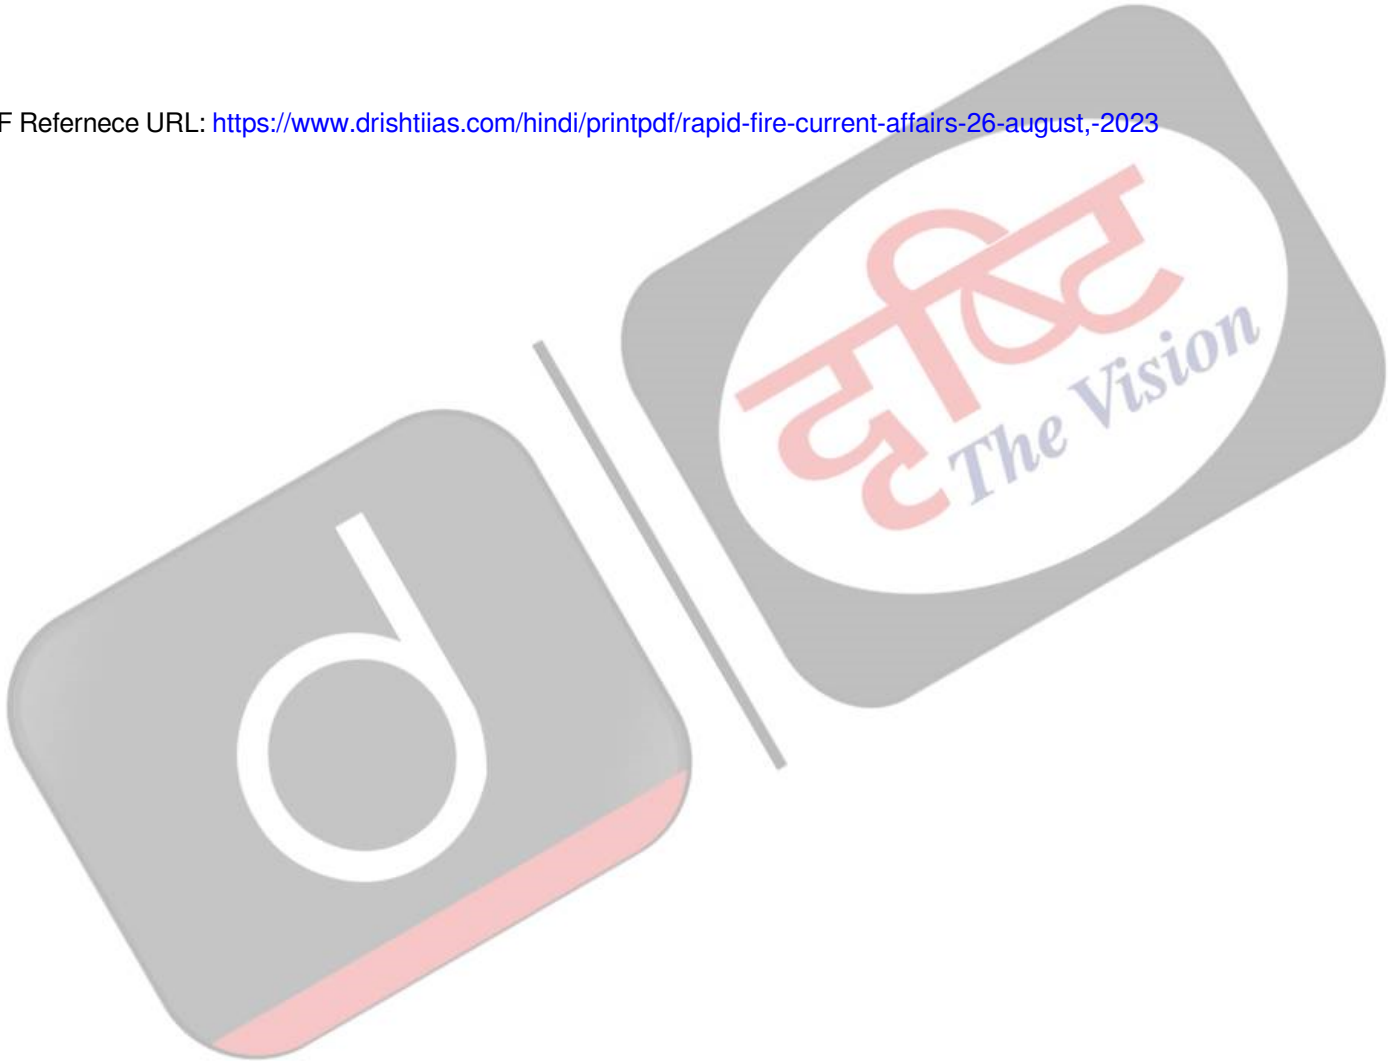 F Refernece URL: https://www.drishtiias.com/hindi/printpdf/rapid-fire-current-affairs-26-august,-2023
दृष्टि
The Vision
d